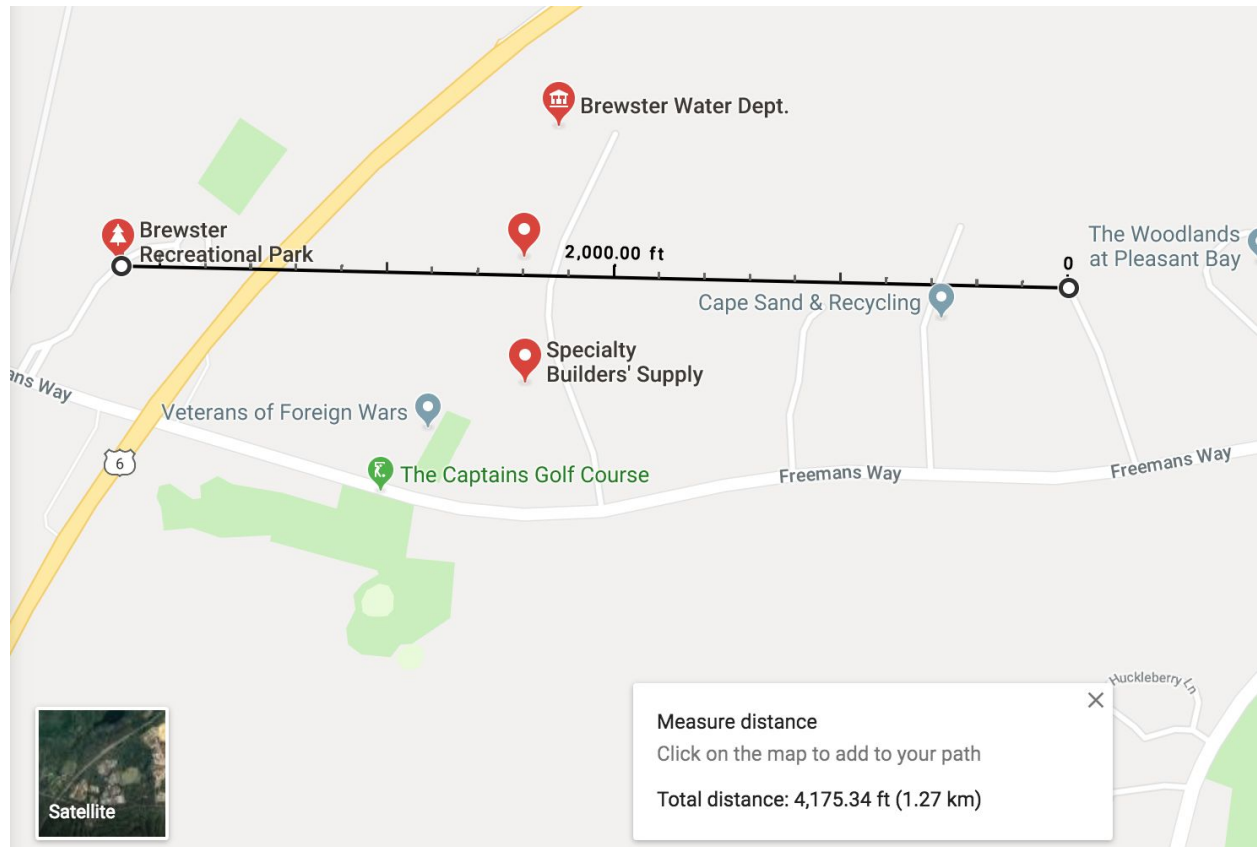 Brewster Water Dept.
Brewster
Recreational Park
2,000.00 ft
0
The Woodlands
at Pleasant Bay
Cape Sand & Recycling
Specialty
Builders' Supply
ans Way
Veterans of Foreign Wars
6
The Captains Golf Course
Freemans Way
Freemans Way
Huckleberry Ln
Measure distance
Click on the map to add to your path
Total distance: 4,175.34 ft (1.27 km)
Satellite